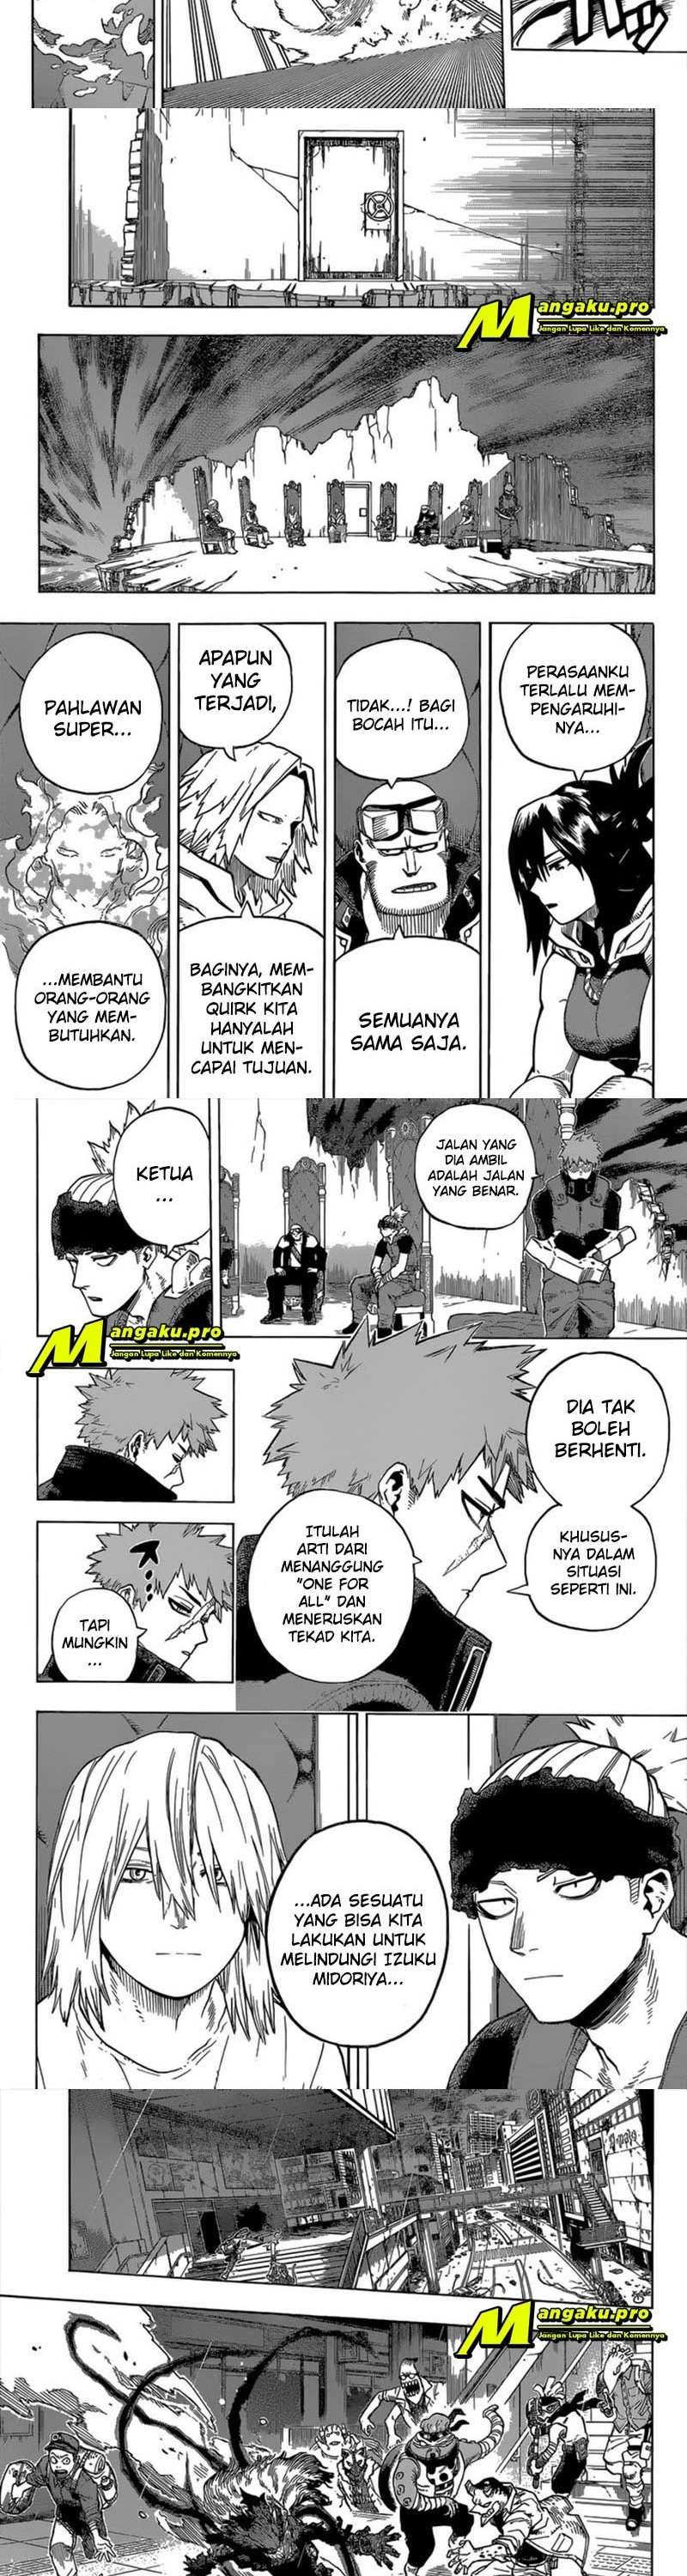 バッ
Mangaku.pro
Jangan Lupa Like dan Komennya
PERASAANKU
TERLALU MEM-
PENGARUHI-
NYA...
TIDAK...! BAGI
BOCAH ITU...
SEMUANYA
SAMA SAJA.
APAPUN
YANG
TERJADI,
BAGINYA, MEM-
BANGKITKAN
QUIRK KITA
HANYALAH
UNTUK MEN-
CAPAI TUJUAN.
PAHLAWAN
SUPER...
...MEMBANTU
ORANG-ORANG
YANG MEM-
BUTUHKAN.
JALAN YANG
DIA AMBIL
ADALAH JALAN
YANG BENAR.
KETUA
...
Mangaku.pro
Jangan Lupa Like dan Komennya
DIA TAK
BOLEH
BERHENTI.
KHUSUS-
NYA DALAM
SITUASI
SEPERTI INI.
ITULAH
ARTI DARI
MENANGGUNG
"ONE FOR
ALL" DAN
MENERUSKAN
TEKAD KITA.
TAPI
MUNGKIN
...
...ADA SESUATU
YANG BISA KITA
LAKUKAN UNTUK
MELINDUNGI IZUKU
MIDORIYA...
Mangaku.pro
Jangan Lupa Like dan Komennya